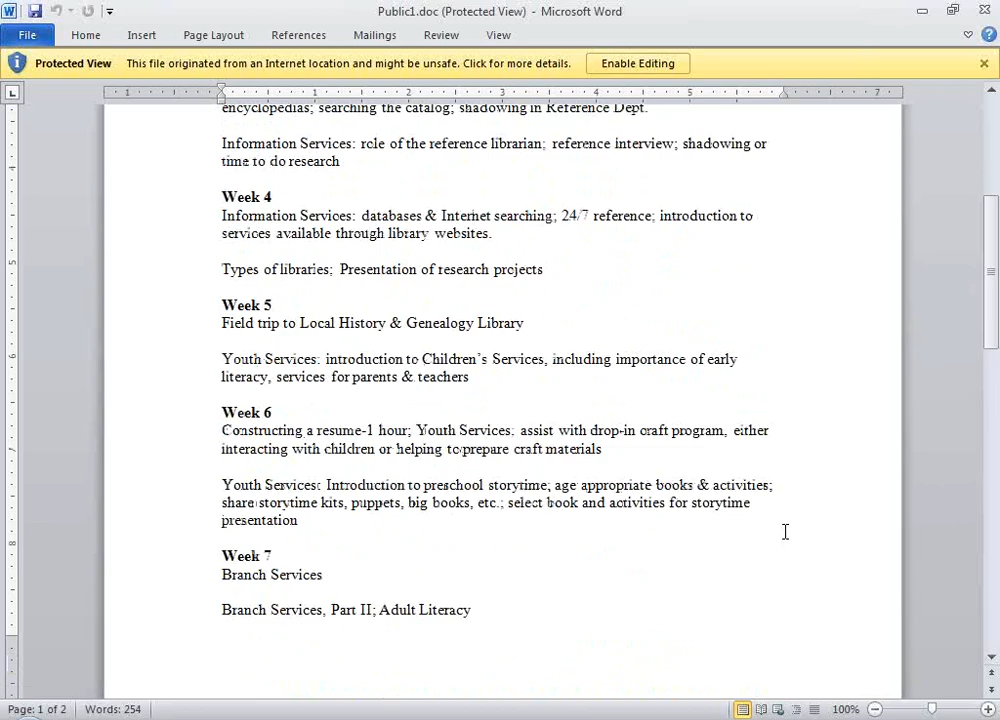 Public1.doc (Protected View) - Microsoft Word
File Home Insert Page Layout References Mailings Review View
Protected View This file originated from an Internet location and might be unsafe. Click for more details. Enable Editing
1 1 2 3 4 5 6 7
encyclopedias; searching the catalog; shadowing in Reference Dept.
Information Services: role of the reference librarian; reference interview; shadowing or
time to do research
Week 4
Information Services: databases & Internet searching; 24/7 reference; introduction to
services available through library websites.
Types of libraries; Presentation of research projects
Week 5
Field trip to Local History & Genealogy Library
Youth Services: introduction to Children's Services, including importance of early
literacy, services for parents & teachers
Week 6
Constructing a resume-1 hour; Youth Services: assist with drop-in craft program, either
interacting with children or helping to prepare craft materials
Youth Services: Introduction to preschool storytime; age appropriate books & activities;
share storytime kits, puppets, big books, etc.; select book and activities for storytime
presentation
Week 7
Branch Services
Branch Services, Part II; Adult Literacy
Page: 1 of 2 Words: 254 100%